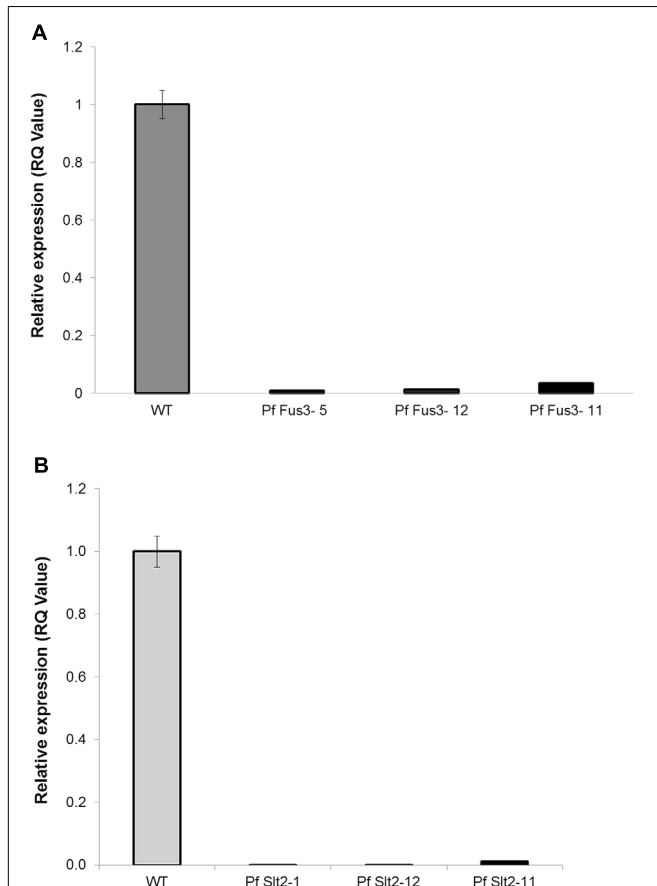 A
Relative expression (RQ Value)
1.2
1
0.8
0.6
0.4
0.2
0
WT
Pf Fus3- 5
Pf Fus3- 12
Pf Fus3- 11
B
Relative expression (RQ Value)
1.2
1.0
0.8
0.6
0.4
0.2
0.0
WT
Pf Slt2-1
Pf Slt2-12
Pf Slt2-11